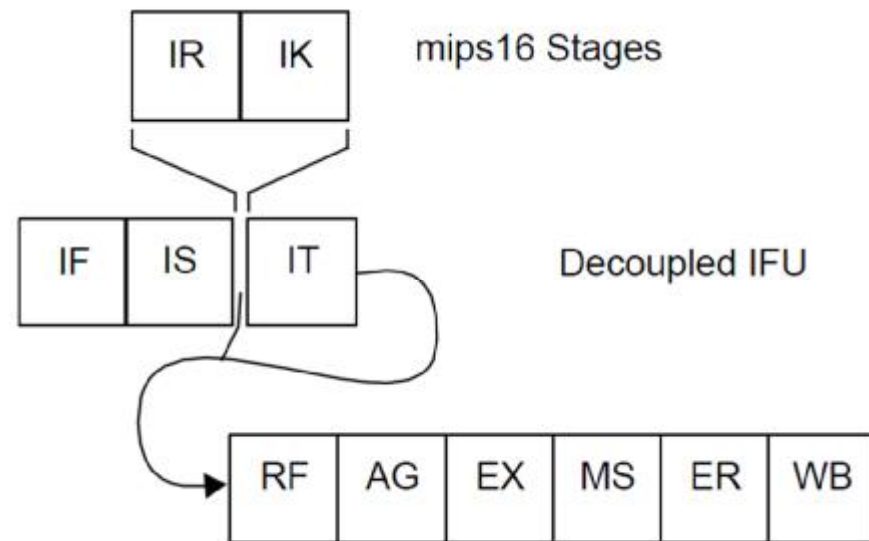 IR IK mips16 Stages
IF IS IT Decoupled IFU
RF AG EX MS ER WB